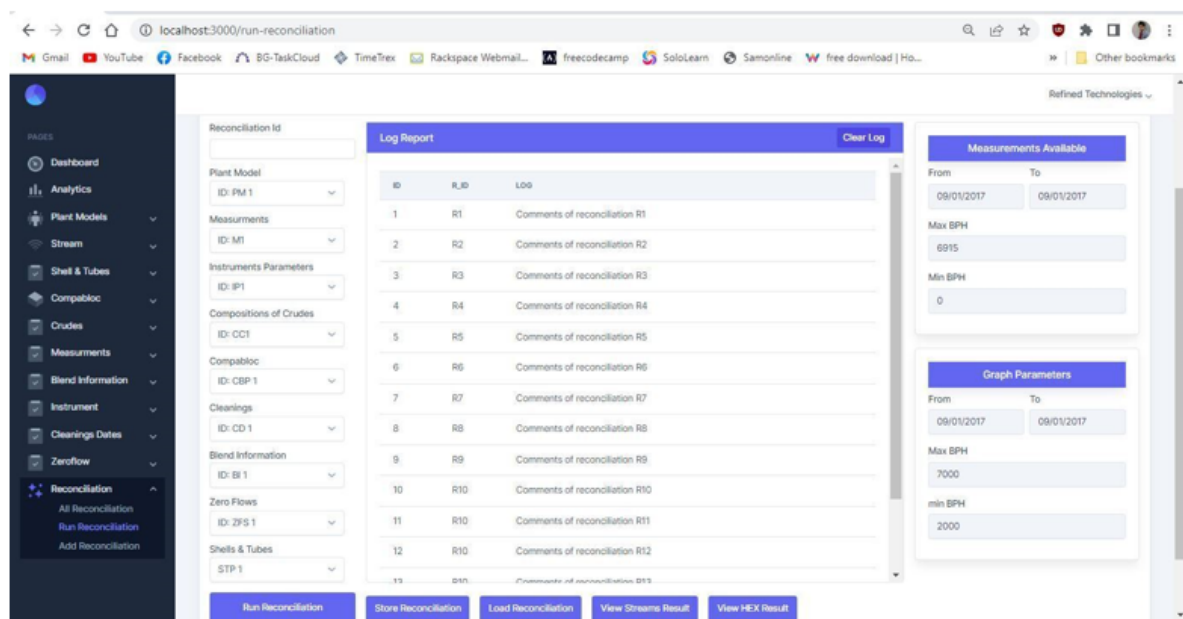 localhost:3000/run-reconciliation
Gmail YouTube Facebook BG-TaskCloud TimeTrex Rackspace Webmail... freecodecamp SoloLearn Samonline free download | Ho... » Other bookmarks
Refined Technologies
PAGES
Dashboard
Analytics
Plant Models
Stream
Shell & Tubes
Compabloc
Crudes
Measurments
Blend Information
Instrument
Cleanings Dates
Zeroflow
Reconciliation
All Reconciliation
Run Reconciliation
Add Reconciliation
Reconciliation Id
Plant Model
ID: PM 1
Measurments
ID: M1
Instruments Parameters
ID: IP1
Compositions of Crudes
ID: CC1
Compabloc
ID: CBP 1
Cleanings
ID: CD 1
Blend Information
ID: BI 1
Zero Flows
ID: ZFS 1
Shells & Tubes
STP 1
Log Report Clear Log
ID R_ID LOG
1 R1 Comments of reconciliation R1
2 R2 Comments of reconciliation R2
3 R3 Comments of reconciliation R3
4 R4 Comments of reconciliation R4
5 R5 Comments of reconciliation R5
6 R6 Comments of reconciliation R6
7 R7 Comments of reconciliation R7
8 R8 Comments of reconciliation R8
9 R9 Comments of reconciliation R9
10 R10 Comments of reconciliation R10
11 R10 Comments of reconciliation R11
12 R10 Comments of reconciliation R12
13 R10 Comments of reconciliation R13
Measurements Available
From To
09/01/2017 09/01/2017
Max BPH
6915
Min BPH
0
Graph Parameters
From To
09/01/2017 09/01/2017
Max BPH
7000
min BPH
2000
Run Reconciliation Store Reconciliation Load Reconciliation View Streams Result View HEX Result